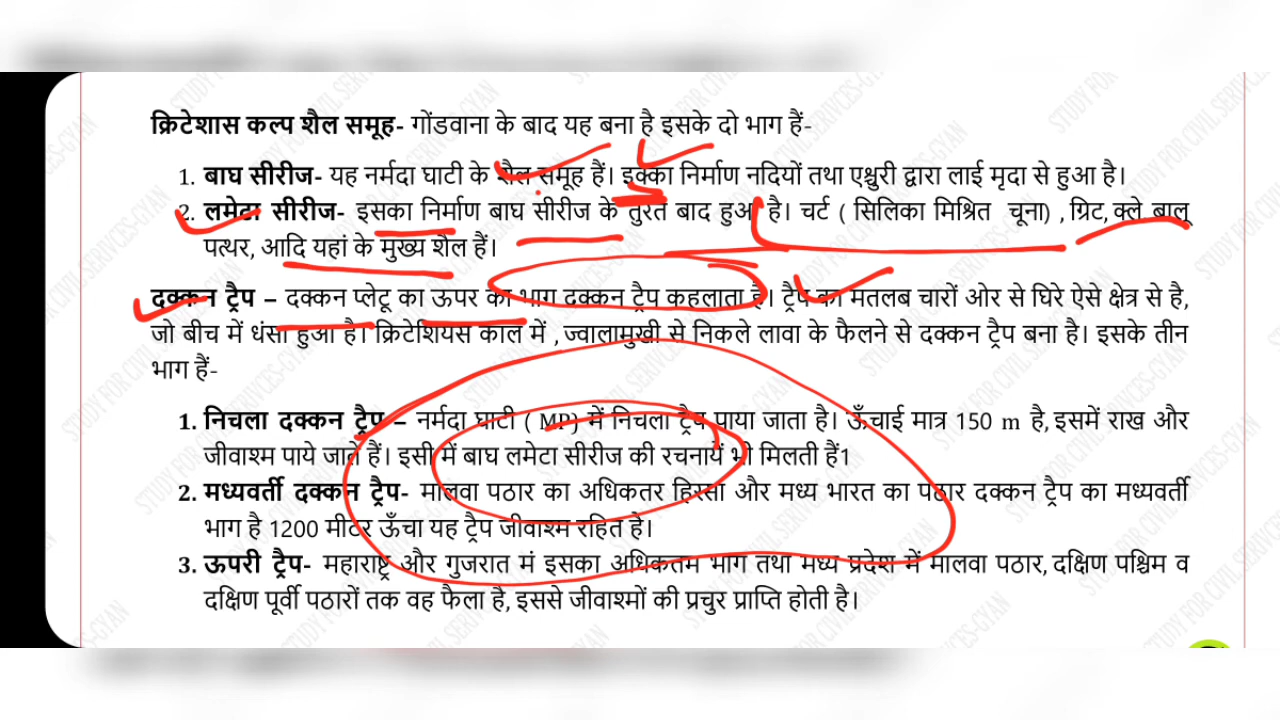 क्रिटेशास कल्प शैल समूह- गोंडवाना के बाद यह बना है इसके दो भाग हैं-
1. बाघ सीरीज- यह नर्मदा घाटी के शैल समूह हैं। इक्का निर्माण नदियों तथा एश्चुरी द्वारा लाई मृदा से हुआ है।
2. लमेटा सीरीज- इसका निर्माण बाघ सीरीज के तुरंत बाद हुआ है। चर्ट ( सिलिका मिश्रित चूना) , ग्रिट, क्ले बालू
पत्थर, आदि यहां के मुख्य शैल हैं।
दक्कन ट्रैप – दक्कन प्लेटू का ऊपर का भाग दक्कन ट्रैप कहलाता है। ट्रैप का मतलब चारों ओर से घिरे ऐसे क्षेत्र से है,
जो बीच में धंसा हुआ है। क्रिटेशियस काल में , ज्वालामुखी से निकले लावा के फैलने से दक्कन ट्रैप बना है। इसके तीन
भाग हैं-
1. निचला दक्कन ट्रैप – नर्मदा घाटी ( MP) में निचला ट्रैप पाया जाता है। ऊँचाई मात्र 150 m है, इसमें राख और
जीवाश्म पाये जाते हैं। इसी में बाघ लमेटा सीरीज की रचनायें भी मिलती हैं1
2. मध्यवर्ती दक्कन ट्रैप- मालवा पठार का अधिकतर हिस्सा और मध्य भारत का पठार दक्कन ट्रैप का मध्यवर्ती
भाग है 1200 मीटर ऊँचा यह ट्रैप जीवाश्म रहित है।
3. ऊपरी ट्रैप- महाराष्ट्र और गुजरात मं इसका अधिकतम भाग तथा मध्य प्रदेश में मालवा पठार, दक्षिण पश्चिम व
दक्षिण पूर्वी पठारों तक वह फैला है, इससे जीवाश्मों की प्रचुर प्राप्ति होती है।